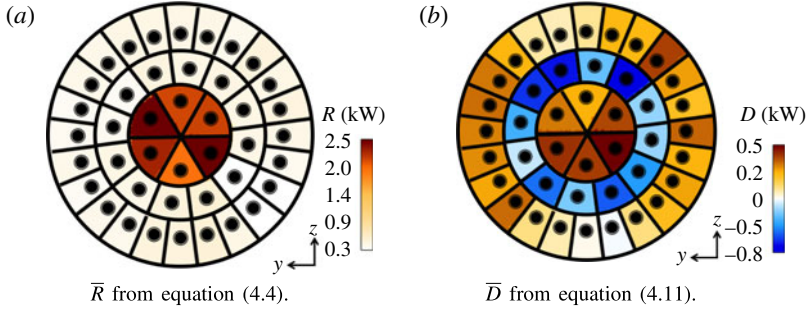 (a)
R (kW)
2.5
2.0
1.4
0.9
0.3
z
y
R̅ from equation (4.4).
(b)
D (kW)
0.5
0.2
0
−0.5
−0.8
z
y
D̅ from equation (4.11).